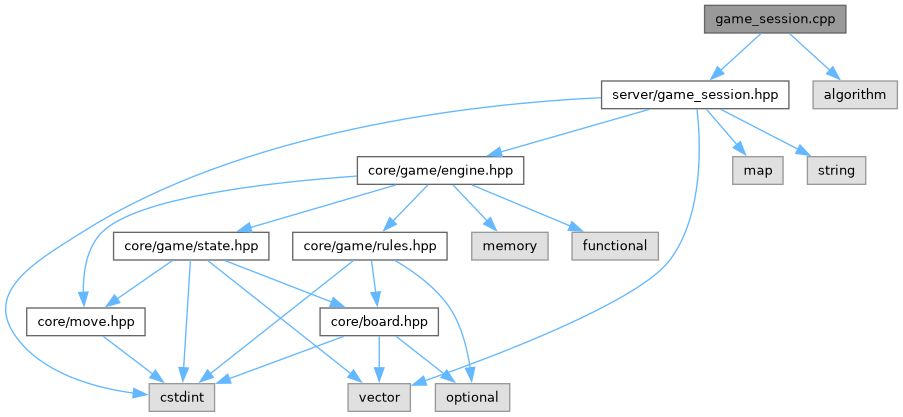 game_session.cpp
server/game_session.hpp
algorithm
core/game/engine.hpp
map
string
core/game/state.hpp
core/game/rules.hpp
memory
functional
core/move.hpp
core/board.hpp
cstdint
vector
optional